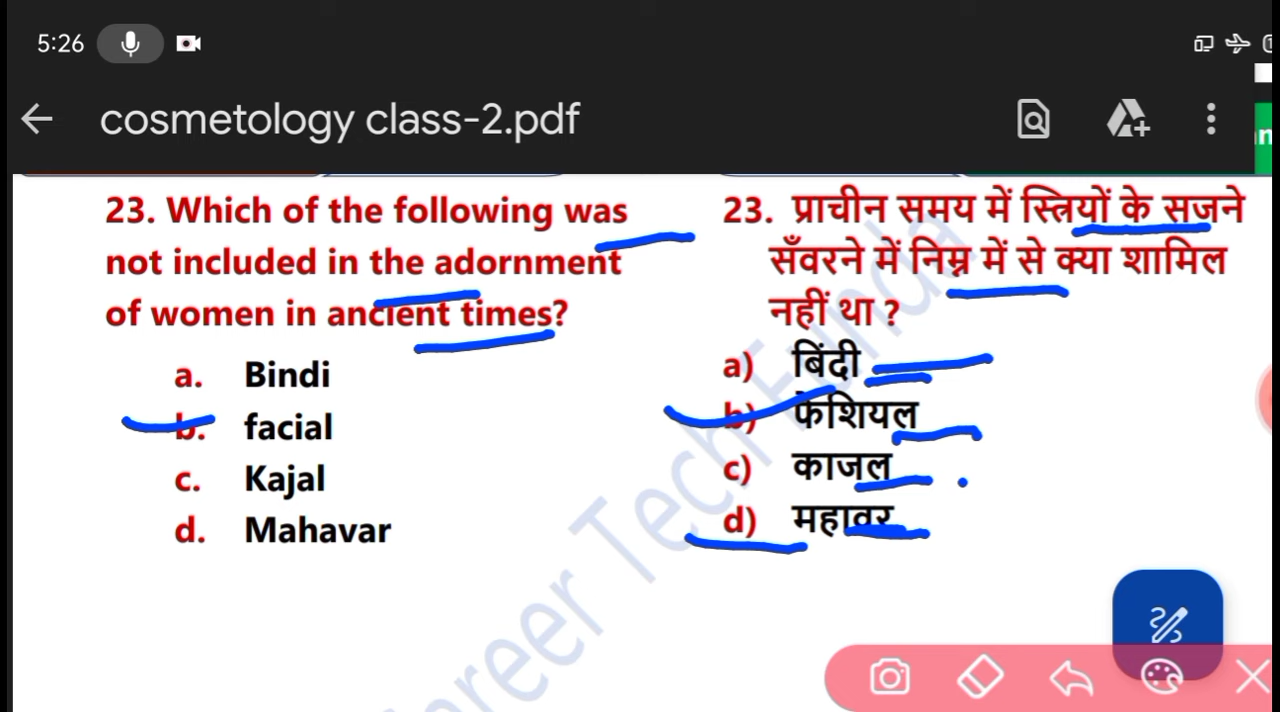 5:26
cosmetology class-2.pdf
23. Which of the following was
not included in the adornment
of women in ancient times?
a. Bindi
b. facial
c. Kajal
d. Mahavar
23. प्राचीन समय में स्त्रियों के सजने
सँवरने में निम्न में से क्या शामिल
नहीं था ?
a) बिंदी
b) फेशियल
c) काजल
d) महावर
Career Tech Funda